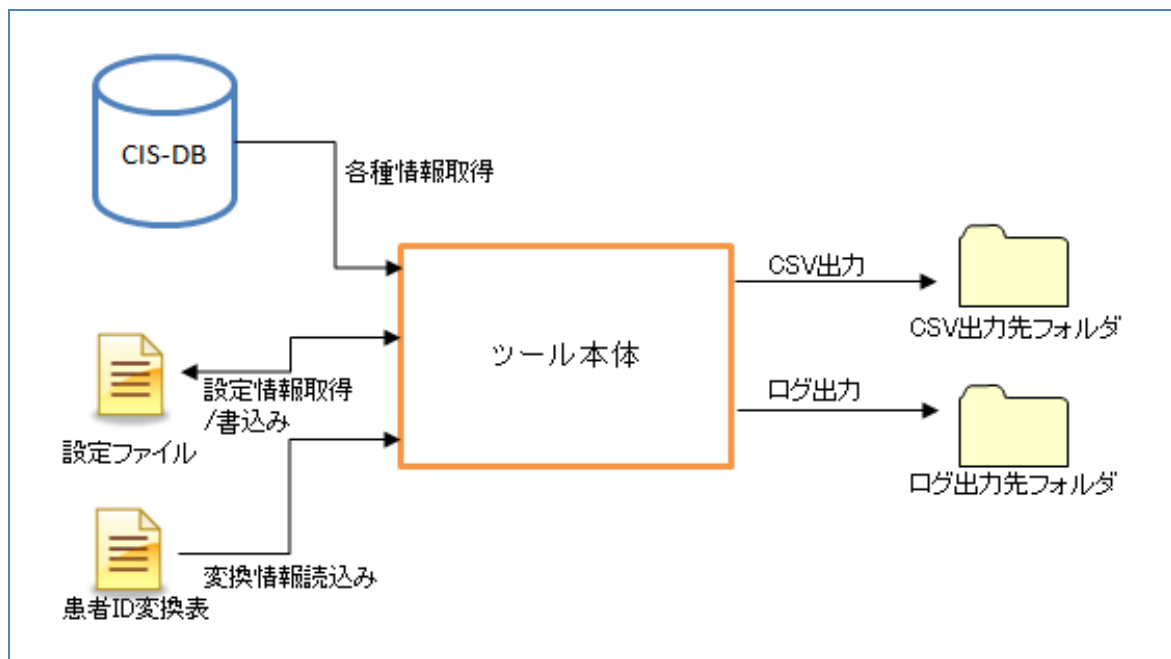 CIS-DB
各種情報取得
CSV出力
CSV出力先フォルダ
ツール本体
設定情報取得
/書込み
設定ファイル
ログ出力
ログ出力先フォルダ
変換情報読込み
患者ID変換表